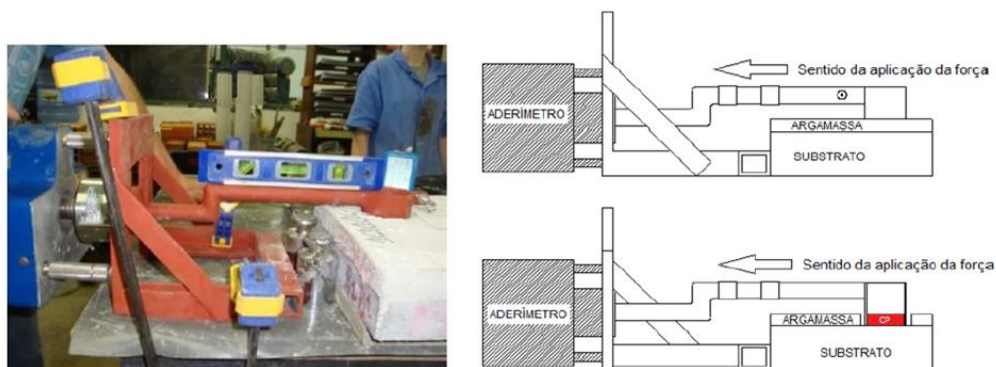 Sentido da aplicação da força
ADERÍMETRO
ARGAMASSA
SUBSTRATO
Sentido da aplicação da força
ADERÍMETRO
ARGAMASSA
CP
SUBSTRATO